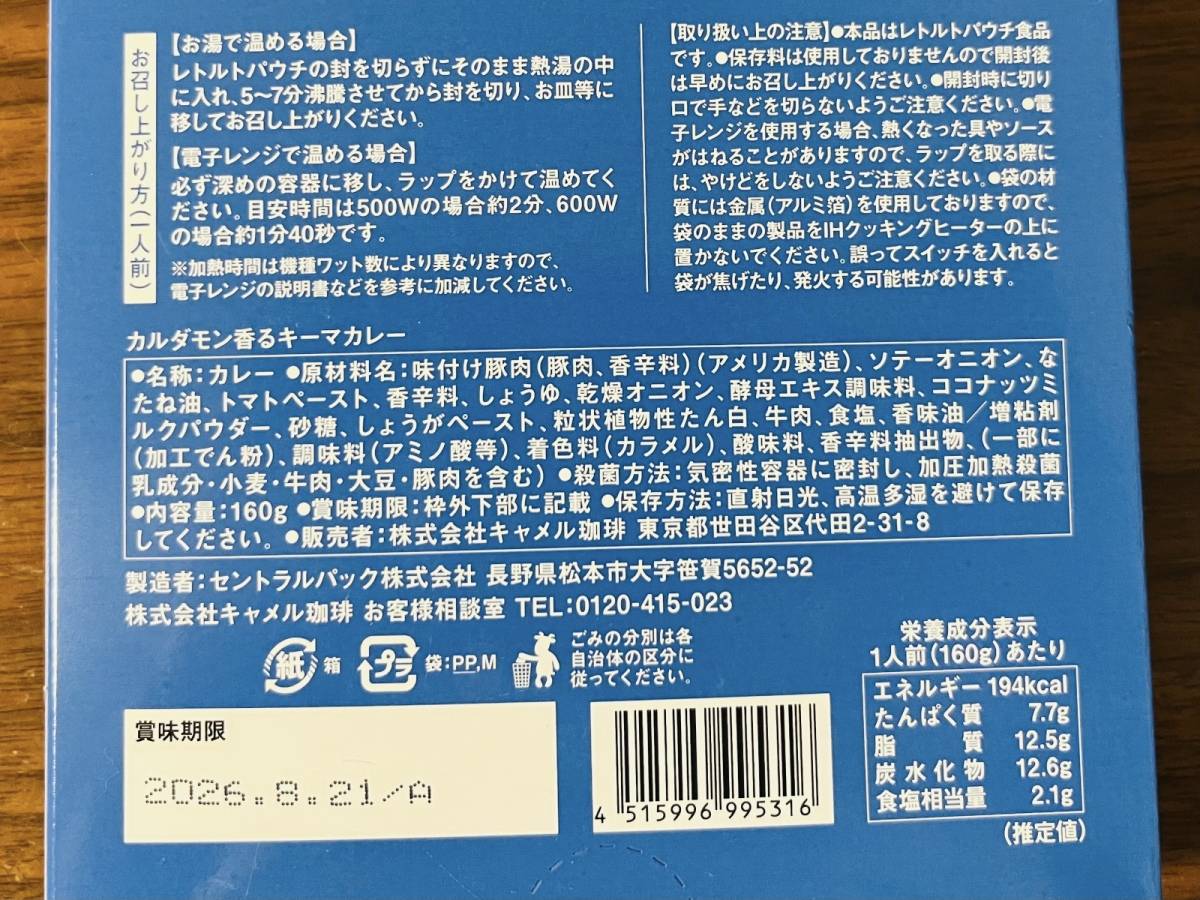 お召し上がり方(一人前)
【お湯で温める場合】
レトルトパウチの封を切らずにそのまま熱湯の中
に入れ、5〜7分沸騰させてから封を切り、お皿等に
移してお召し上がりください。
【電子レンジで温める場合】
必ず深めの容器に移し、ラップをかけて温めてく
ださい。目安時間は500Wの場合約2分、600W
の場合約1分40秒です。
※加熱時間は機種ワット数により異なりますので、
電子レンジの説明書などを参考に加減してください。
【取り扱い上の注意】●本品はレトルトパウチ食品
です。●保存料は使用しておりませんので開封後
は早めにお召し上がりください。●開封時に切り
口で手などを切らないようご注意ください。●電
子レンジを使用する場合、熱くなった具やソース
がはねることがありますので、ラップを取る際に
は、やけどをしないようご注意ください。●袋の材
質には金属(アルミ箔)を使用しておりますので、
袋のままの製品をIHクッキングヒーターの上に
置かないでください。誤ってスイッチを入れると
袋が焦げたり、発火する可能性があります。
カルダモン香るキーマカレー
●名称:カレー ●原材料名:味付け豚肉(豚肉、香辛料)(アメリカ製造)、ソテーオニオン、な
たね油、トマトペースト、香辛料、しょうゆ、乾燥オニオン、酵母エキス調味料、ココナッツミ
ルクパウダー、砂糖、しょうがペースト、粒状植物性たん白、牛肉、食塩、香味油/増粘剤
(加工でん粉)、調味料(アミノ酸等)、着色料(カラメル)、酸味料、香辛料抽出物、(一部に
乳成分・小麦・牛肉・大豆・豚肉を含む) ●殺菌方法:気密性容器に密封し、加圧加熱殺菌
●内容量:160g ●賞味期限:枠外下部に記載 ●保存方法:直射日光、高温多湿を避けて保存
してください。 ●販売者:株式会社キャメル珈琲 東京都世田谷区代田2-31-8
製造者:セントラルパック株式会社 長野県松本市大字笹賀5652-52
株式会社キャメル珈琲 お客様相談室 TEL:0120-415-023
紙 箱
プラ 袋:PP,M
ごみの分別は各
自治体の区分に
従ってください。
賞味期限
2026.8.21/A
4 515996 995316
栄養成分表示
1人前(160g)あたり
エネルギー 194kcal
たんぱく質 7.7g
脂質 12.5g
炭水化物 12.6g
食塩相当量 2.1g
(推定値)